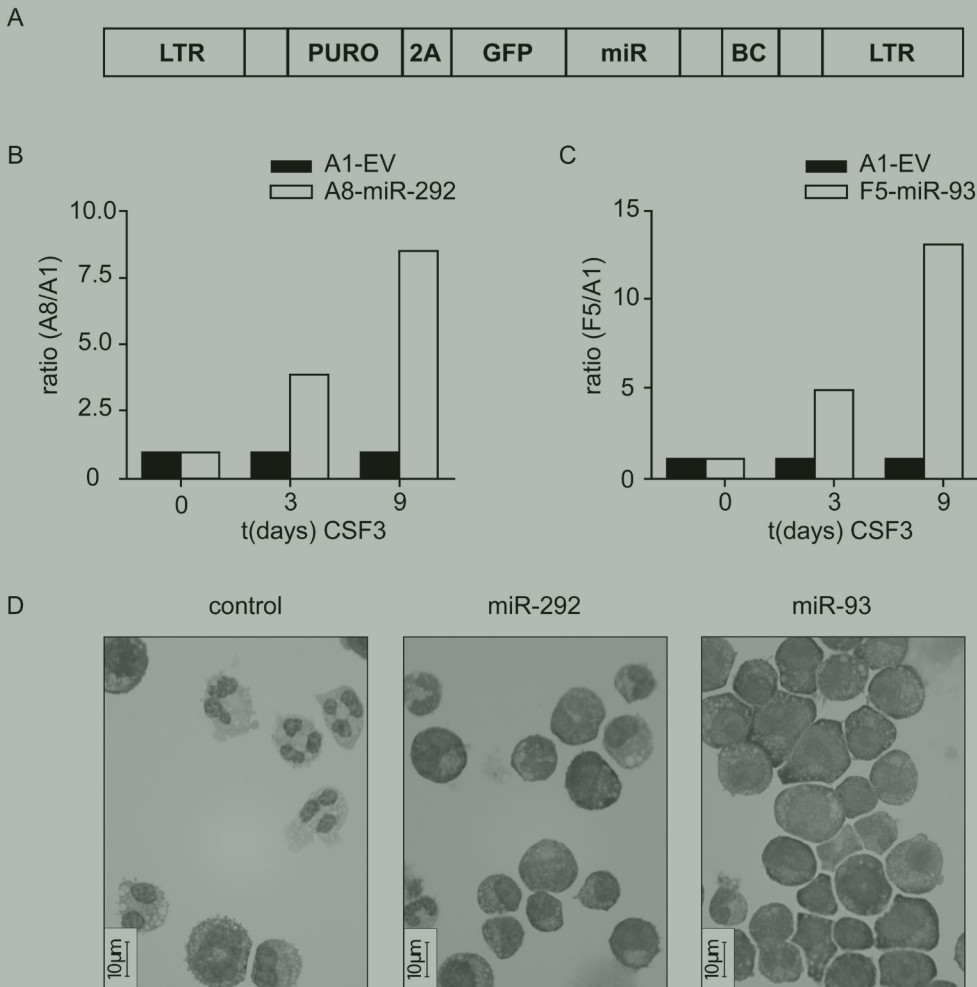 A
LTR PURO 2A GFP miR BC LTR
B
A1-EV
A8-miR-292
ratio (A8/A1)
10.0
7.5
5.0
2.5
0
0 3 9
t(days) CSF3
C
A1-EV
F5-miR-93
ratio (F5/A1)
15
10
5
0
0 3 9
t(days) CSF3
D
control miR-292 miR-93
10µm 10µm 10µm